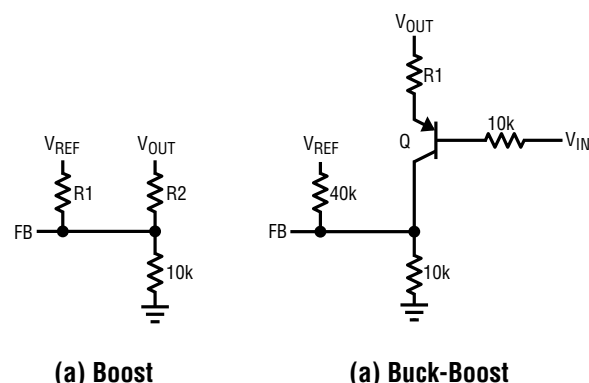 VREF
VOUT
R1
R2
FB
10k
(a) Boost
VOUT
R1
10k
Q
VIN
VREF
40k
FB
10k
(a) Buck-Boost